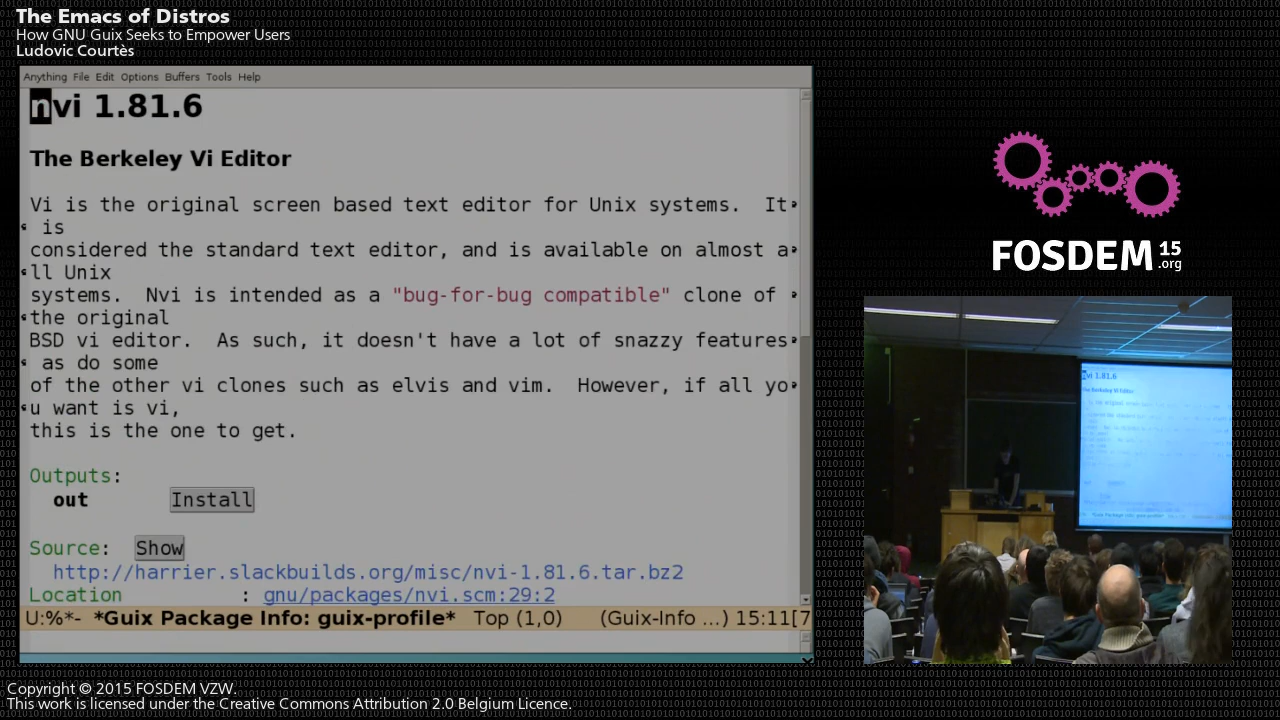 The Emacs of Distros
How GNU Guix Seeks to Empower Users
Ludovic Courtès
Anything File Edit Options Buffers Tools Help
nvi 1.81.6
The Berkeley Vi Editor
Vi is the original screen based text editor for Unix systems.  It
is
considered the standard text editor, and is available on almost a
ll Unix
systems.  Nvi is intended as a "bug-for-bug compatible" clone of
the original
BSD vi editor.  As such, it doesn't have a lot of snazzy features
as do some
of the other vi clones such as elvis and vim.  However, if all yo
u want is vi,
this is the one to get.
Outputs:
out Install
Source: Show
http://harrier.slackbuilds.org/misc/nvi-1.81.6.tar.bz2
Location : gnu/packages/nvi.scm:29:2
U:%*- *Guix Package Info: guix-profile* Top (1,0) (Guix-Info ...) 15:11[7
FOSDEM 15
.org
nvi 1.81.6
The Berkeley Vi Editor
Copyright © 2015 FOSDEM VZW.
This work is licensed under the Creative Commons Attribution 2.0 Belgium Licence.